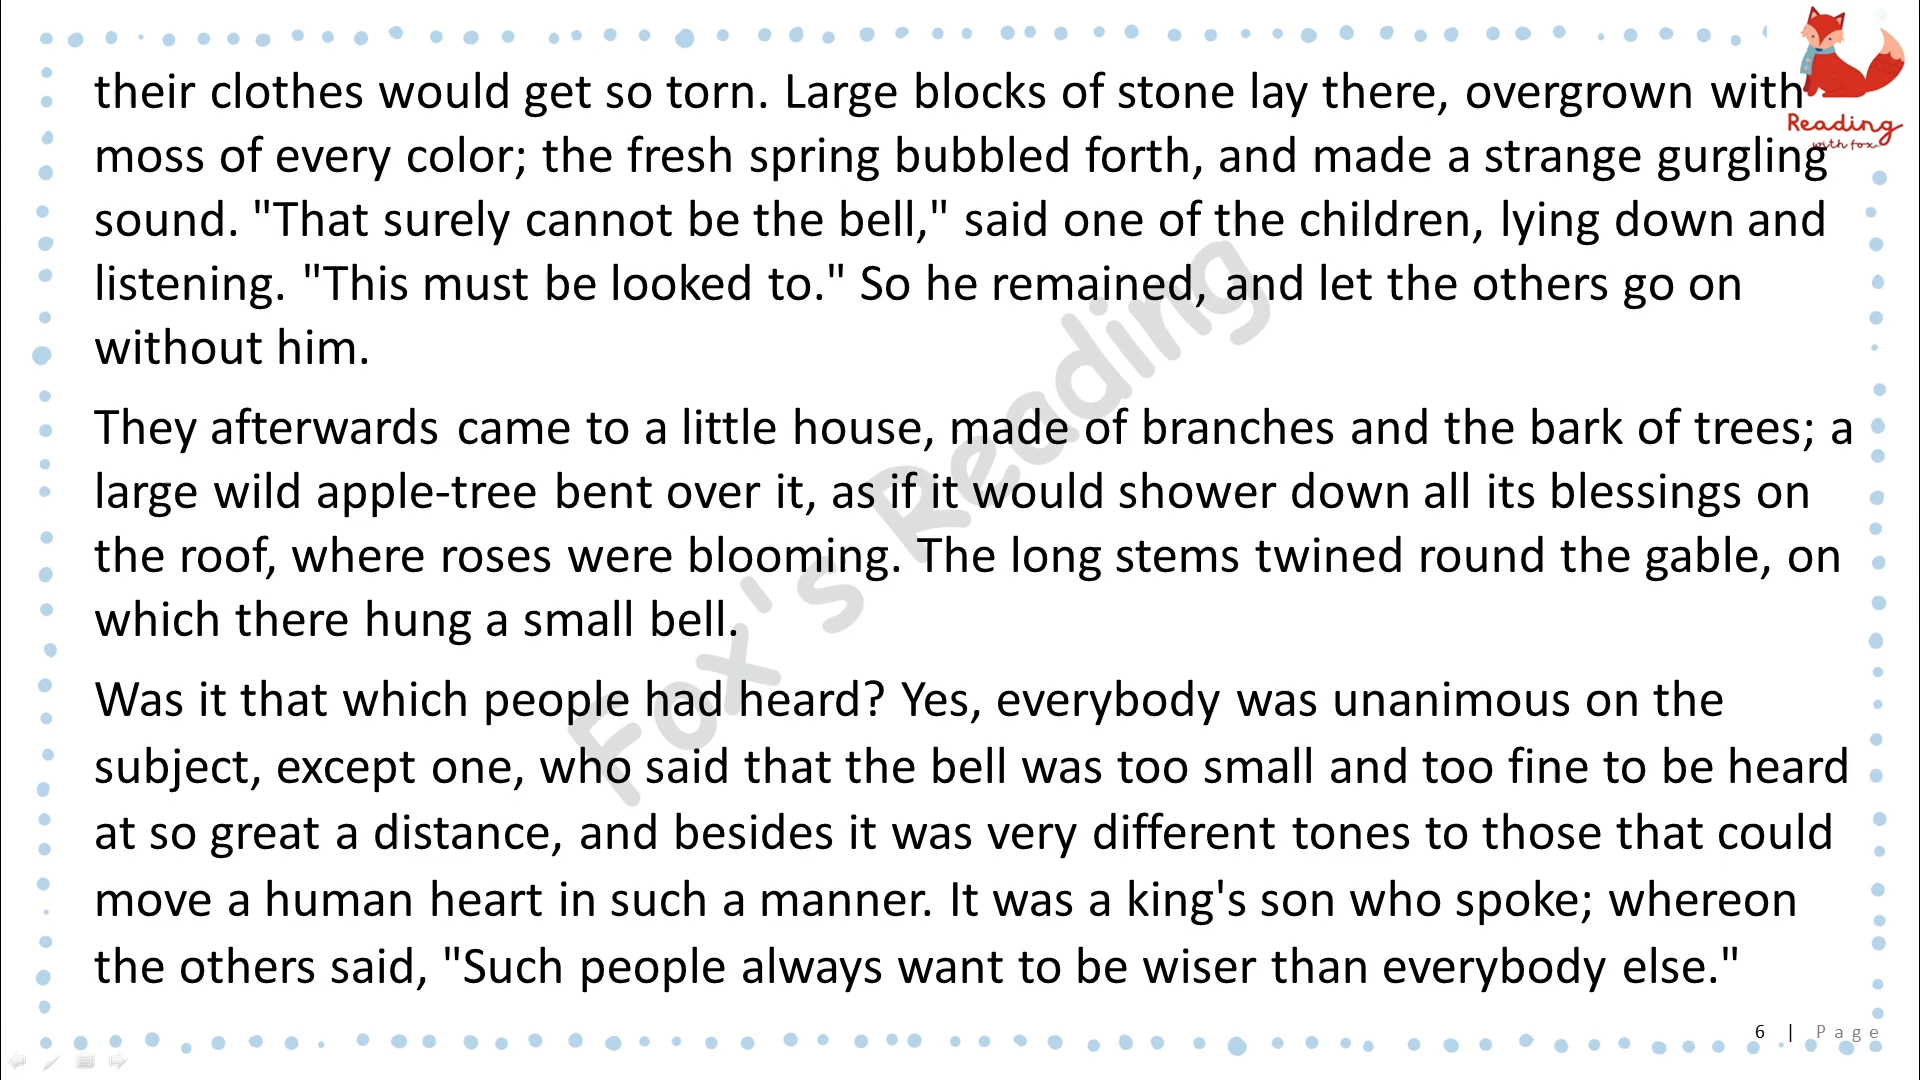 their clothes would get so torn. Large blocks of stone lay there, overgrown with
moss of every color; the fresh spring bubbled forth, and made a strange gurgling
sound. "That surely cannot be the bell," said one of the children, lying down and
listening. "This must be looked to." So he remained, and let the others go on
without him.
They afterwards came to a little house, made of branches and the bark of trees; a
large wild apple-tree bent over it, as if it would shower down all its blessings on
the roof, where roses were blooming. The long stems twined round the gable, on
which there hung a small bell.
Was it that which people had heard? Yes, everybody was unanimous on the
subject, except one, who said that the bell was too small and too fine to be heard
at so great a distance, and besides it was very different tones to those that could
move a human heart in such a manner. It was a king's son who spoke; whereon
the others said, "Such people always want to be wiser than everybody else."
Reading
with fox
Fox's Reading
6 | Page